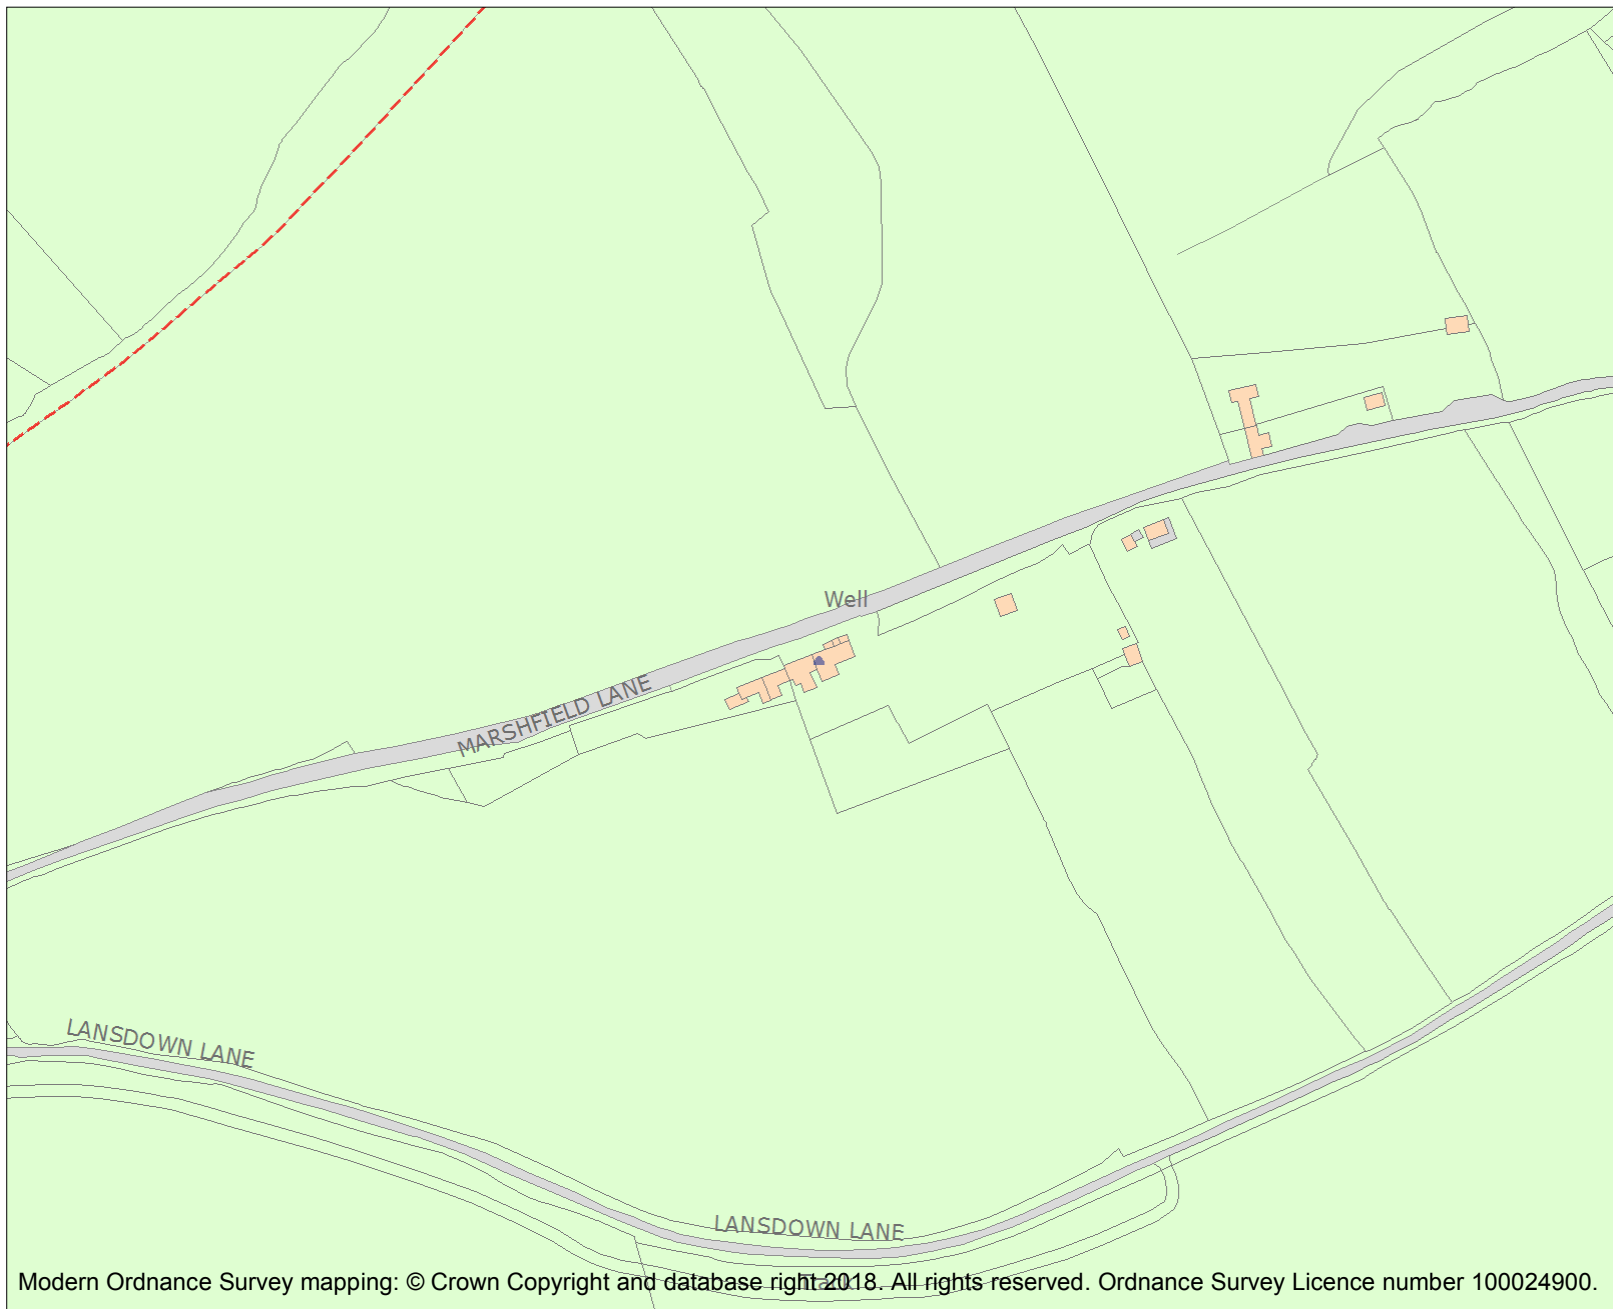 Well
MARSHFIELD LANE
LANSDOWN LANE
LANSDOWN LANE
Track
Modern Ordnance Survey mapping: © Crown Copyright and database right 2018. All rights reserved. Ordnance Survey Licence number 100024900.